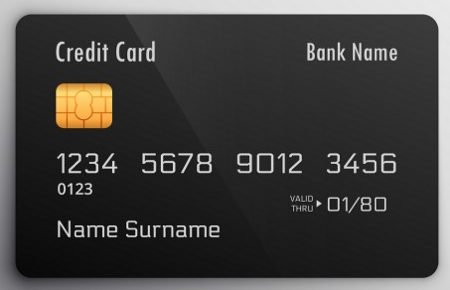 Credit Card Bank Name
1234 5678 9012 3456
0123
VALID
THRU 01/80
Name Surname